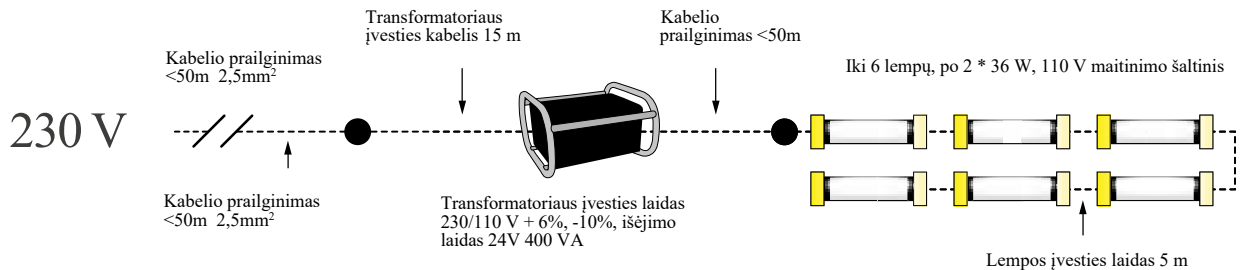 Transformatoriaus
įvesties kabelis 15 m
Kabelio
prailginimas <50m
Kabelio prailginimas
<50m 2,5mm²
Iki 6 lempų, po 2 * 36 W, 110 V maitinimo šaltinis
230 V
Kabelio prailginimas
<50m 2,5mm²
Transformatoriaus įvesties laidas
230/110 V + 6%, -10%, išėjimo
laidas 24V 400 VA
Lempos įvesties laidas 5 m